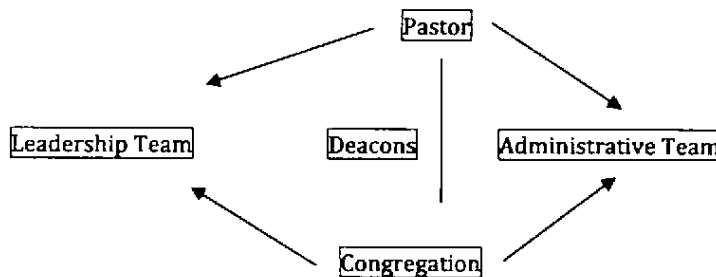 Pastor
Leadership Team
Deacons
Administrative Team
Congregation